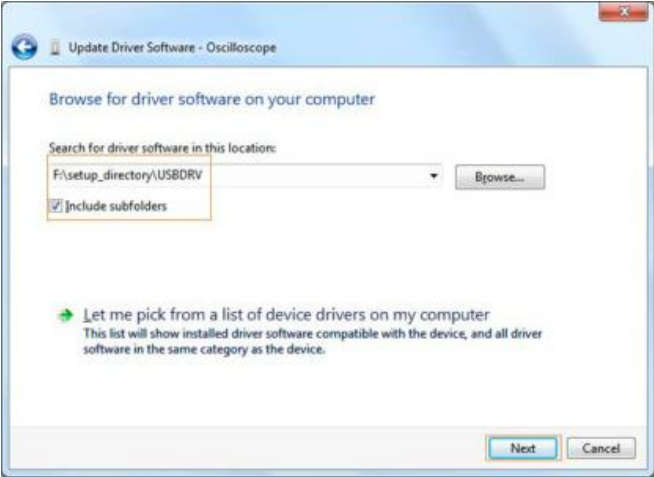 Update Driver Software - Oscilloscope
Browse for driver software on your computer
Search for driver software in this location:
F:\setup_directory\USBDRV
Browse...
Include subfolders
Let me pick from a list of device drivers on my computer
This list will show installed driver software compatible with the device, and all driver
software in the same category as the device.
Next
Cancel